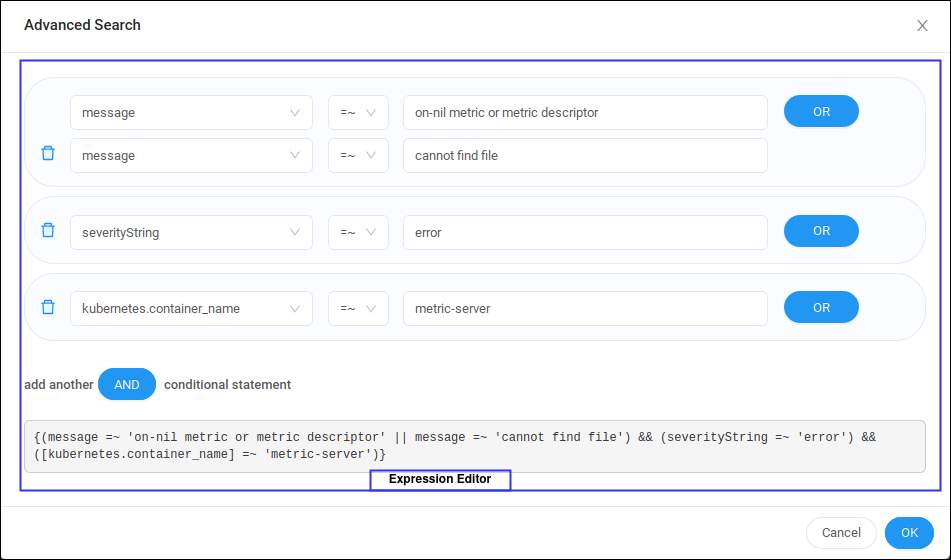 Advanced Search
message =~ on-nil metric or metric descriptor OR
message =~ cannot find file
severityString =~ error OR
kubernetes.container_name =~ metric-server OR
add another AND conditional statement
{(message =~ 'on-nil metric or metric descriptor' || message =~ 'cannot find file') && (severityString =~ 'error') &&
([kubernetes.container_name] =~ 'metric-server')}
Expression Editor
Cancel OK